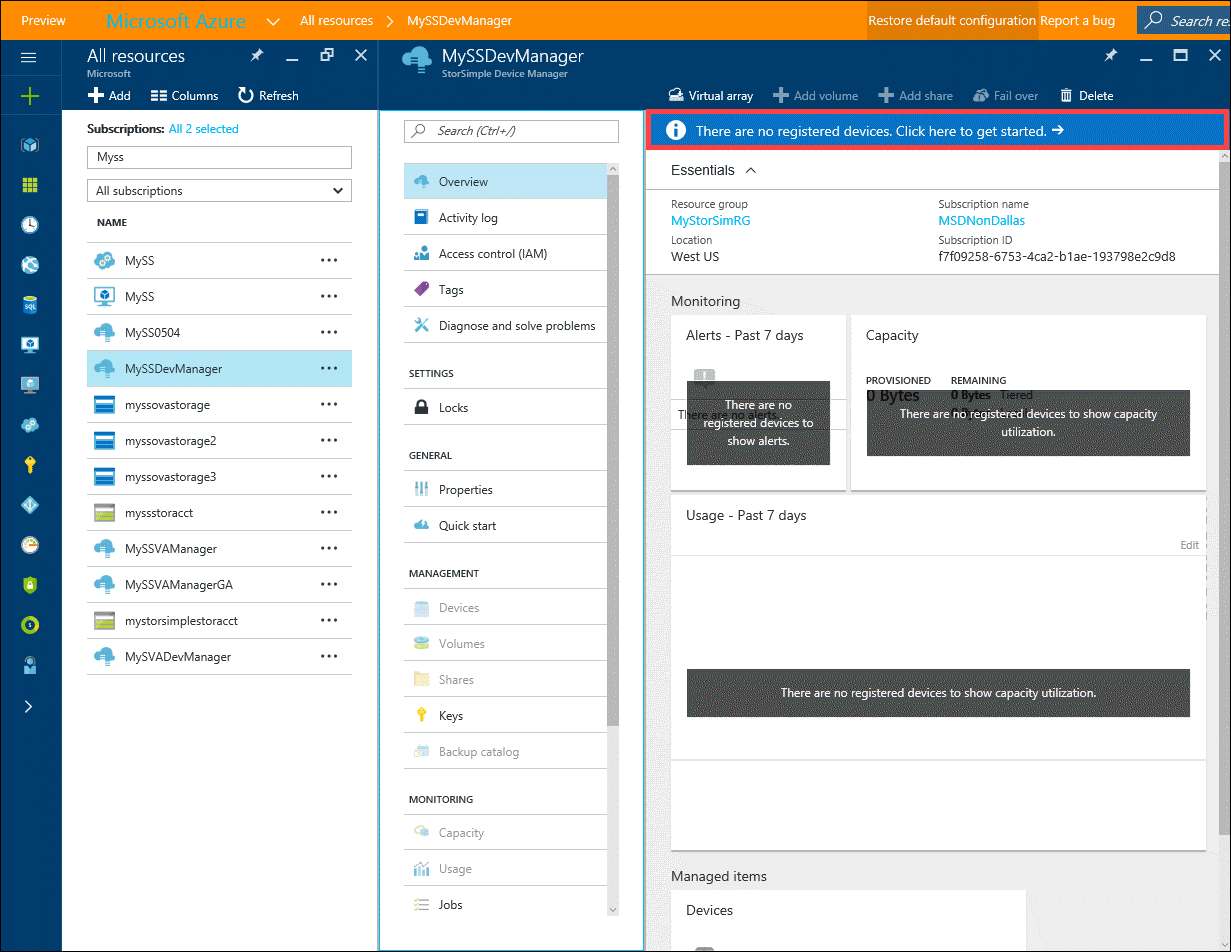 Preview
Microsoft Azure
All resources
MySSDevManager
Restore default configuration
Report a bug
Search re
All resources
Microsoft
Add
Columns
Refresh
Subscriptions: All 2 selected
Myss
All subscriptions
NAME
MySS
MySS
MySS0504
MySSDevManager
myssovastorage
myssovastorage2
myssovastorage3
myssstoracct
MySSVAManager
MySSVAManagerGA
mystorsimplestoracct
MySVADevManager
MySSDevManager
StorSimple Device Manager
Search (Ctrl+/)
Overview
Activity log
Access control (IAM)
Tags
Diagnose and solve problems
SETTINGS
Locks
GENERAL
Properties
Quick start
MANAGEMENT
Devices
Volumes
Shares
Keys
Backup catalog
MONITORING
Capacity
Usage
Jobs
Virtual array
Add volume
Add share
Fail over
Delete
There are no registered devices. Click here to get started.
Essentials
Resource group
MyStorSimRG
Location
West US
Subscription name
MSDNonDallas
Subscription ID
f7f09258-6753-4ca2-b1ae-193798e2c9d8
Monitoring
Alerts - Past 7 days
There are no alerts.
There are no
registered devices to
show alerts.
Capacity
PROVISIONED
0 Bytes
REMAINING
0 Bytes Tiered
There are no registered devices to show capacity
utilization.
Usage - Past 7 days
Edit
There are no registered devices to show capacity utilization.
Managed items
Devices
SQL